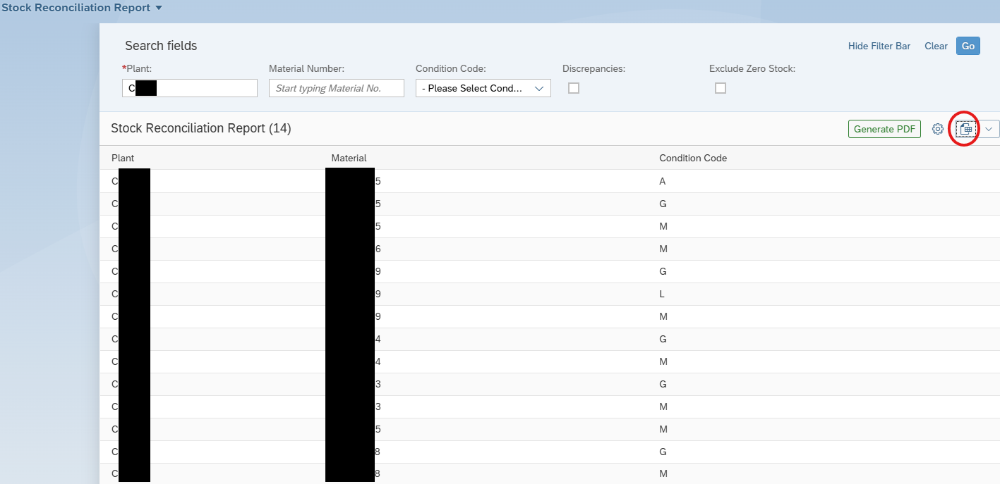 Stock Reconciliation Report
Search fields
Hide Filter Bar Clear Go
*Plant: Material Number: Condition Code: Discrepancies: Exclude Zero Stock:
C Start typing Material No. - Please Select Cond...
Stock Reconciliation Report (14)
Generate PDF
Plant Material Condition Code
C 5 A
C 5 G
C 5 M
C 6 M
C 9 G
C 9 L
C 9 M
C 4 G
C 4 M
C 3 G
C 3 M
C 5 M
C 8 G
C 8 M